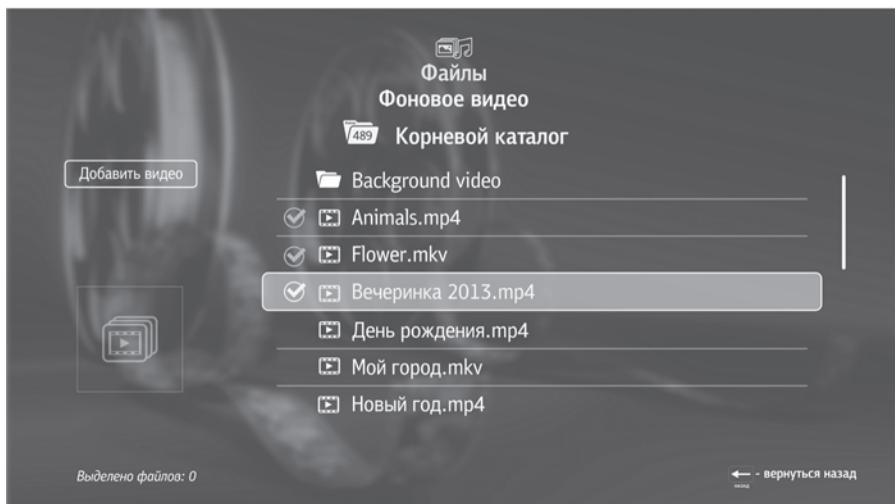 Файлы
Фоновое видео
489 Корневой каталог
Добавить видео
Background video
Animals.mp4
Flower.mkv
Вечеринка 2013.mp4
День рождения.mp4
Мой город.mkv
Новый год.mp4
Выделено файлов: 0
назад - вернуться назад